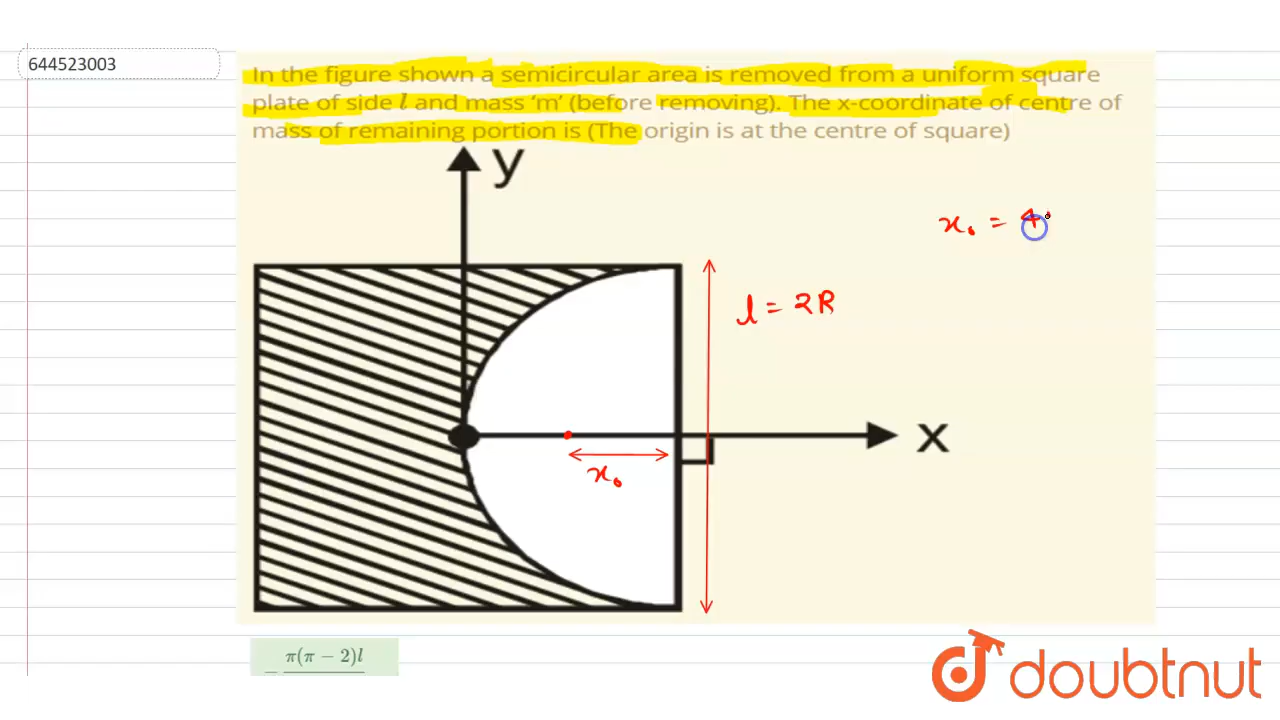 644523003
In the figure shown a semicircular area is removed from a uniform square
plate of side l and mass ‘m’ (before removing). The x-coordinate of centre of
mass of remaining portion is (The origin is at the centre of square)
y
x₀ = 4
l = 2R
x
x₀
π(π − 2)l
−
doubtnut